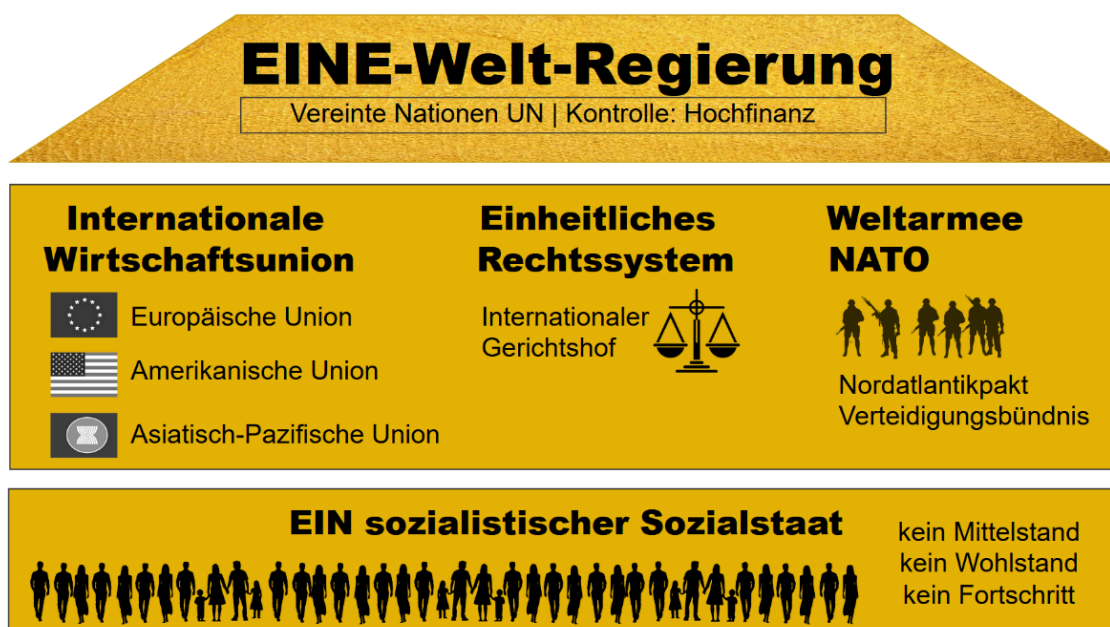 EINE-Welt-Regierung
Vereinte Nationen UN | Kontrolle: Hochfinanz
Internationale
Wirtschaftsunion
Europäische Union
Amerikanische Union
Asiatisch-Pazifische Union
Einheitliches
Rechtssystem
Internationaler
Gerichtshof
Weltarmee
NATO
Nordatlantikpakt
Verteidigungsbündnis
EIN sozialistischer Sozialstaat
kein Mittelstand
kein Wohlstand
kein Fortschritt